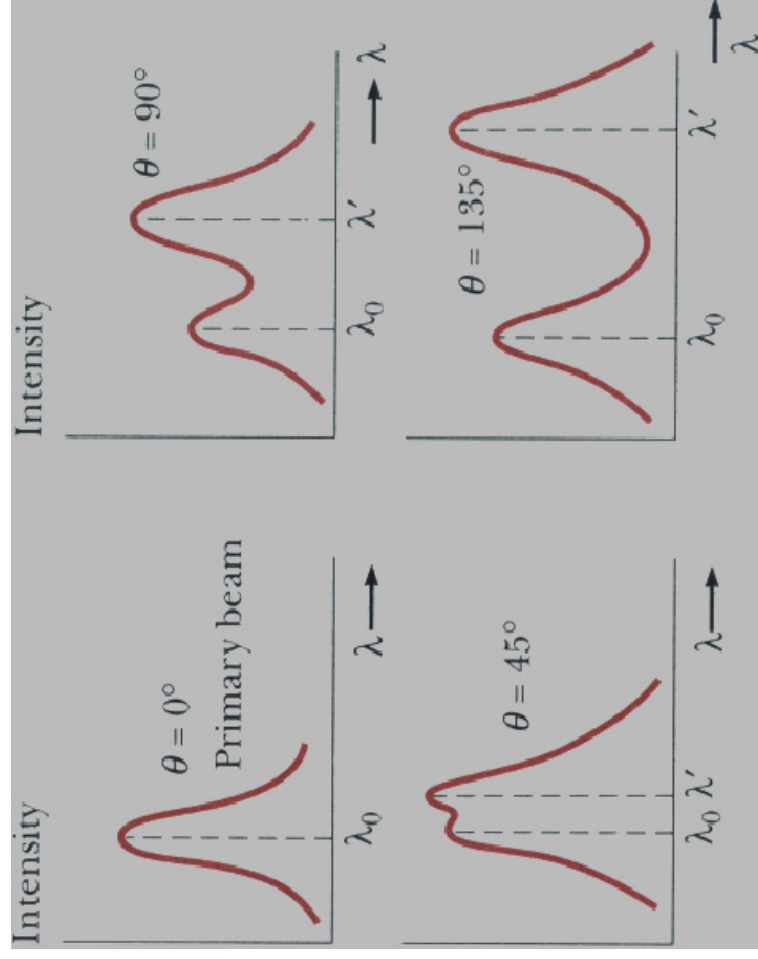 Intensity
θ = 0°
Primary beam
λ₀
λ
Intensity
θ = 90°
λ₀
λ′
λ
θ = 45°
λ₀
λ′
λ
θ = 135°
λ₀
λ′
λ